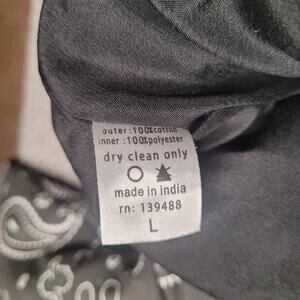 outer:100%cotton
inner:100%polyester
dry clean only
made in india
rn: 139488
L